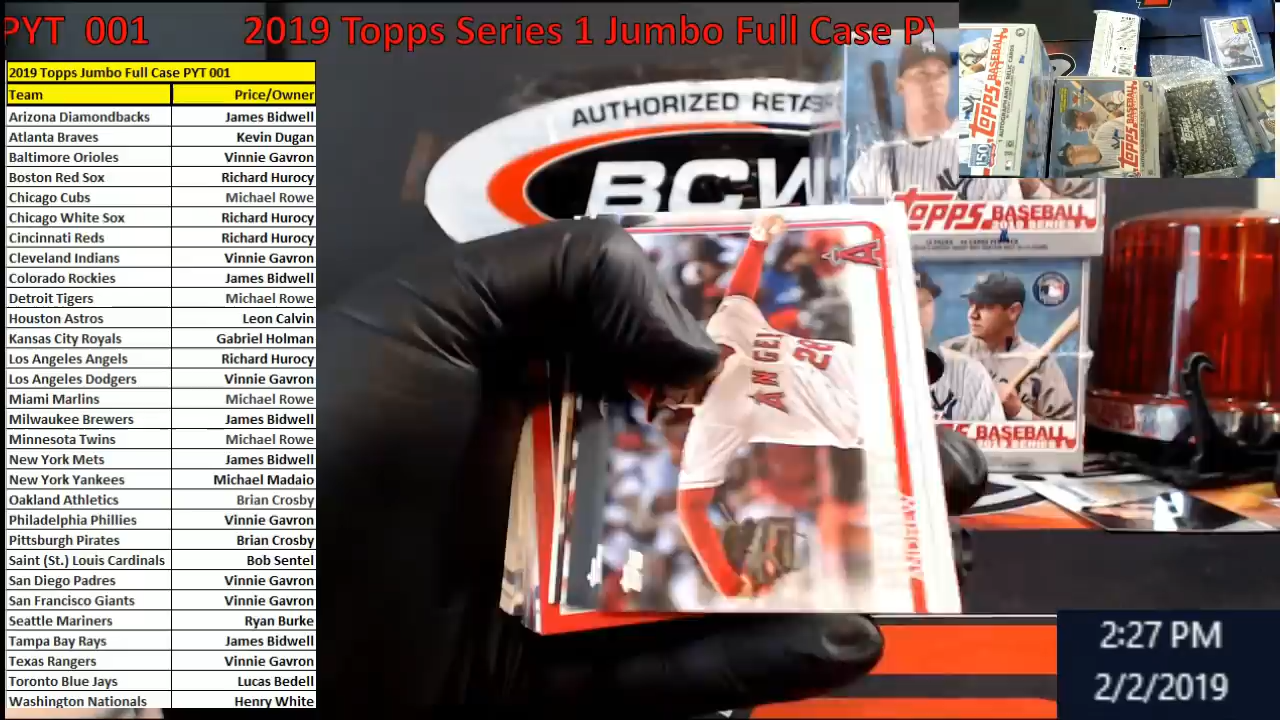 PYT 001 2019 Topps Series 1 Jumbo Full Case PY
2019 Topps Jumbo Full Case PYT 001
Team Price/Owner
Arizona Diamondbacks James Bidwell
Atlanta Braves Kevin Dugan
Baltimore Orioles Vinnie Gavron
Boston Red Sox Richard Hurocy
Chicago Cubs Michael Rowe
Chicago White Sox Richard Hurocy
Cincinnati Reds Richard Hurocy
Cleveland Indians Vinnie Gavron
Colorado Rockies James Bidwell
Detroit Tigers Michael Rowe
Houston Astros Leon Calvin
Kansas City Royals Gabriel Holman
Los Angeles Angels Richard Hurocy
Los Angeles Dodgers Vinnie Gavron
Miami Marlins Michael Rowe
Milwaukee Brewers James Bidwell
Minnesota Twins Michael Rowe
New York Mets James Bidwell
New York Yankees Michael Madaio
Oakland Athletics Brian Crosby
Philadelphia Phillies Vinnie Gavron
Pittsburgh Pirates Brian Crosby
Saint (St.) Louis Cardinals Bob Sentel
San Diego Padres Vinnie Gavron
San Francisco Giants Vinnie Gavron
Seattle Mariners Ryan Burke
Tampa Bay Rays James Bidwell
Texas Rangers Vinnie Gavron
Toronto Blue Jays Lucas Bedell
Washington Nationals Henry White
AUTHORIZED RETA
BCW
TOPPS BASEBALL
BASEBALL
A
ANGEL
28
ANDREW
TOPPS BASEBALL
150
TOPPS BASEBALL
2:27 PM
2/2/2019